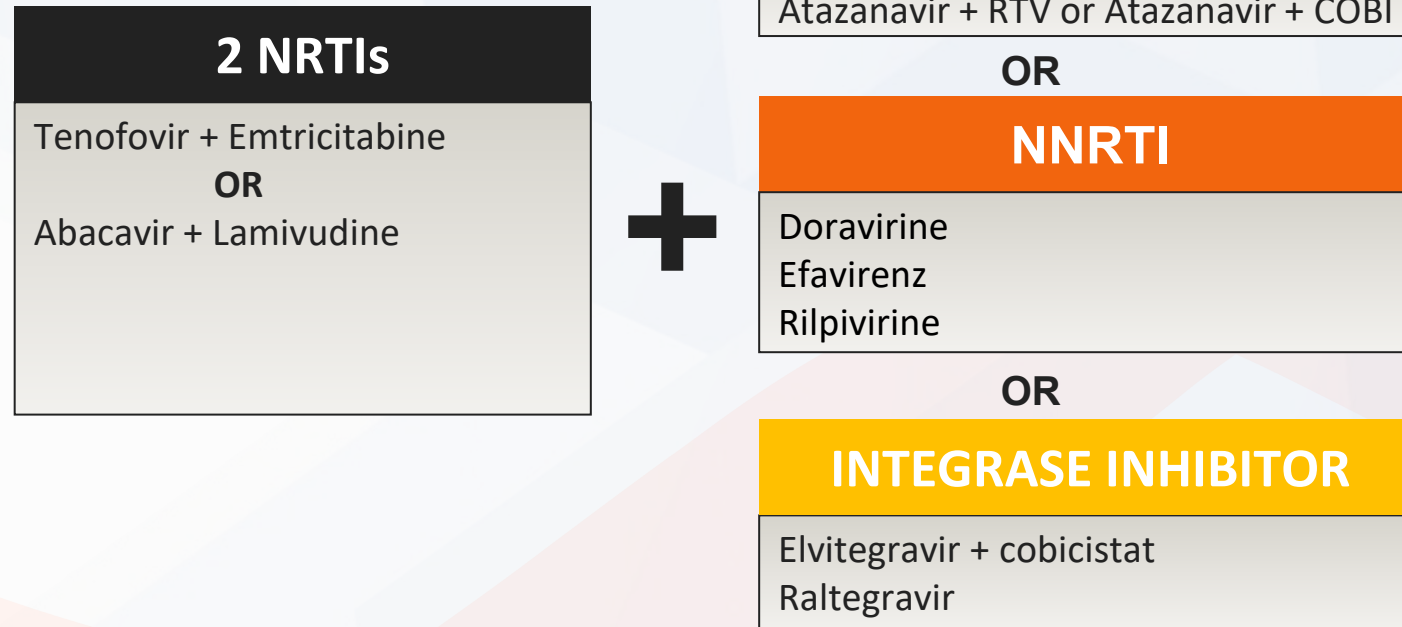 2 NRTIs
Tenofovir + Emtricitabine
OR
Abacavir + Lamivudine
+
Atazanavir + RTV or Atazanavir + COBI
OR
NNRTI
Doravirine
Efavirenz
Rilpivirine
OR
INTEGRASE INHIBITOR
Elvitegravir + cobicistat
Raltegravir